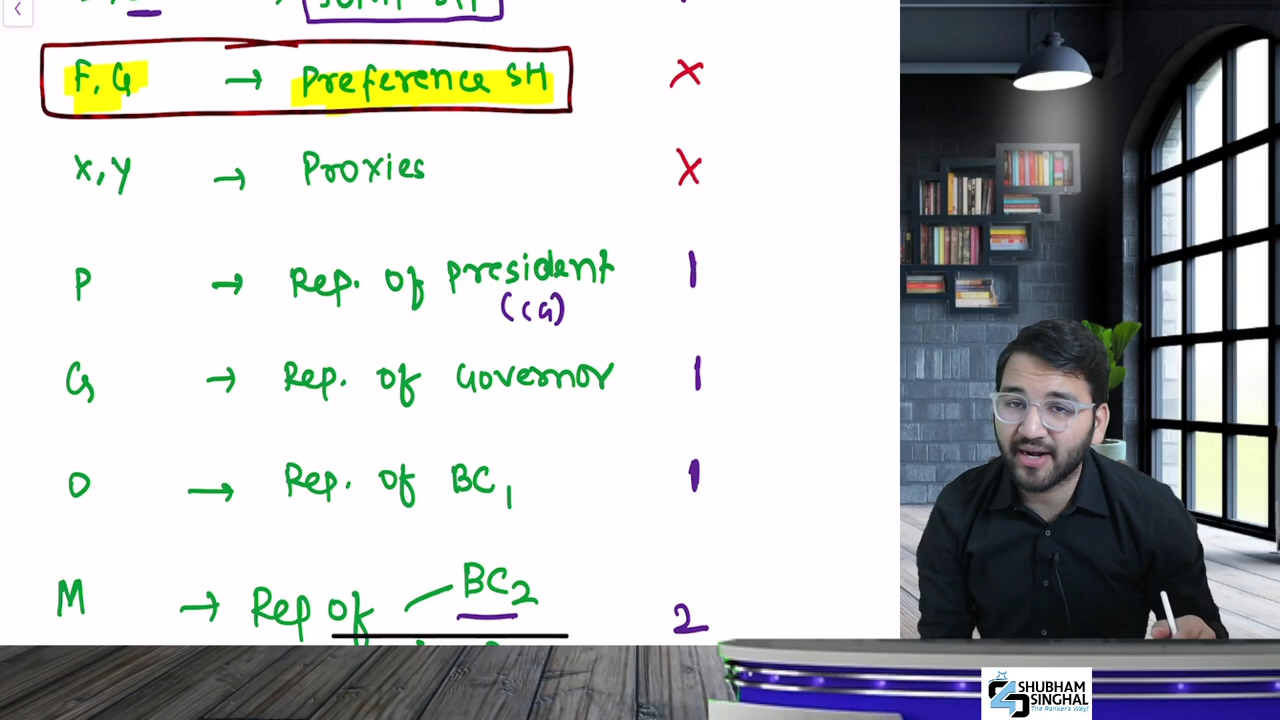 F, G → Preference SH X
X, Y → Proxies X
P → Rep. of President 1
(CG)
G → Rep. of Governor 1
O → Rep. of BC1 1
M → Rep of BC2 2
SHUBHAM
SINGHAL
The Rankers Way!